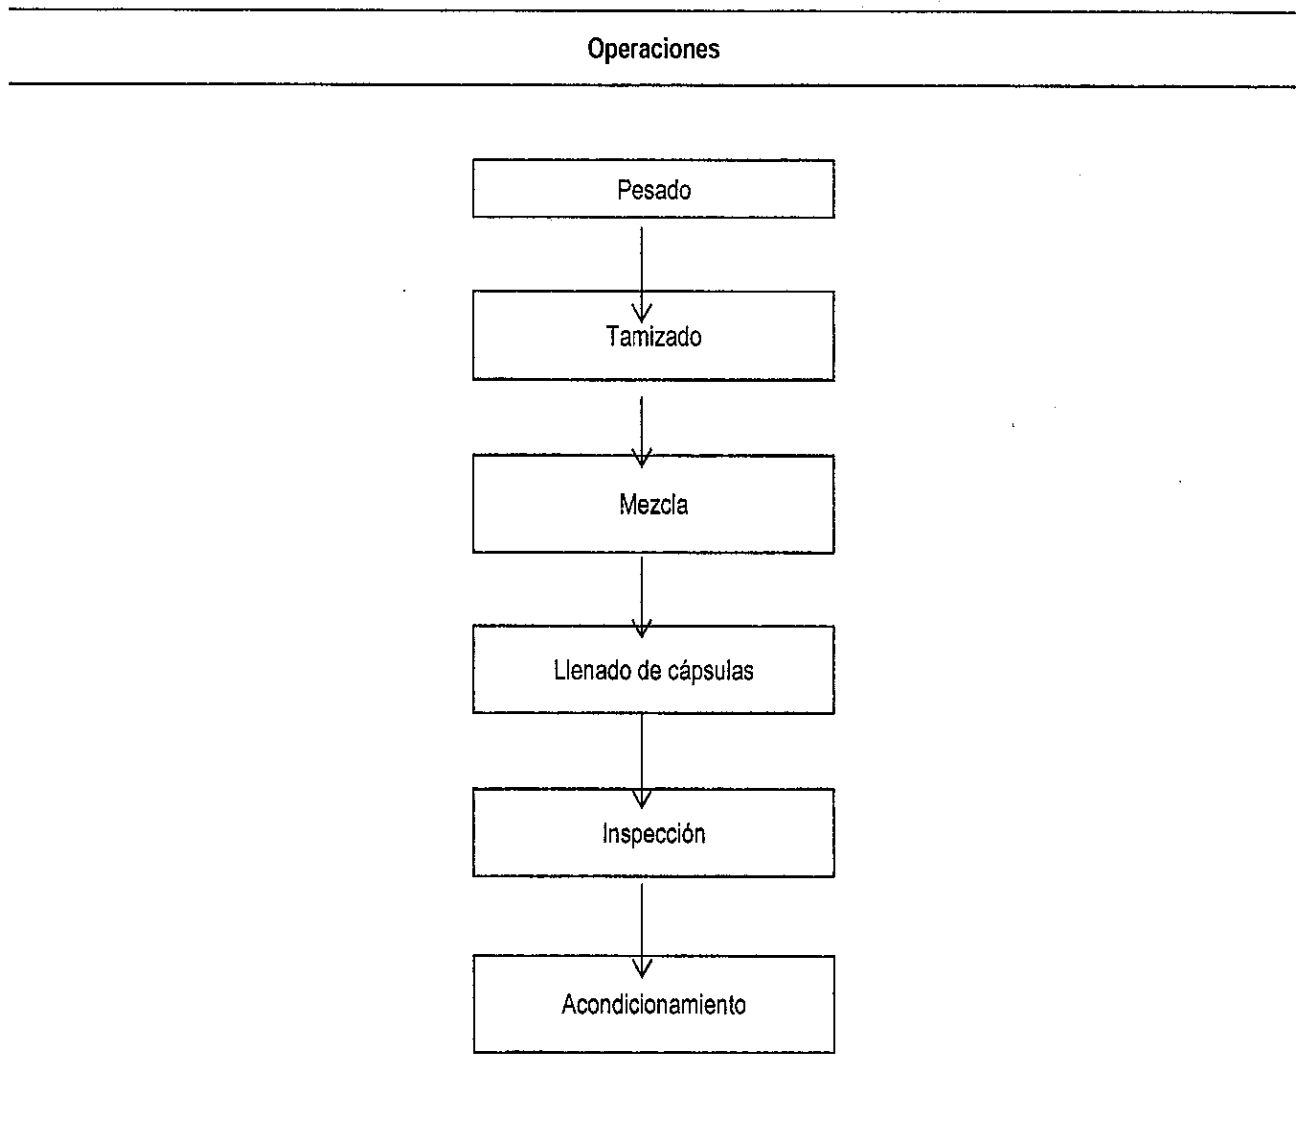 Operaciones
Pesado
Tamizado
Mezcla
Llenado de cápsulas
Inspección
Acondicionamiento